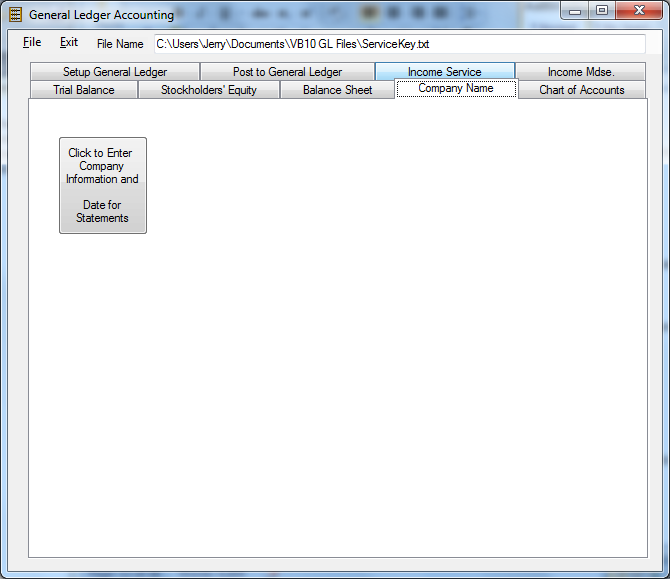 General Ledger Accounting
File Exit File Name C:\Users\Jerry\Documents\VB10 GL Files\ServiceKey.txt
Setup General Ledger Post to General Ledger Income Service Income Mdse.
Trial Balance Stockholders' Equity Balance Sheet Company Name Chart of Accounts
Click to Enter
Company
Information and
Date for
Statements